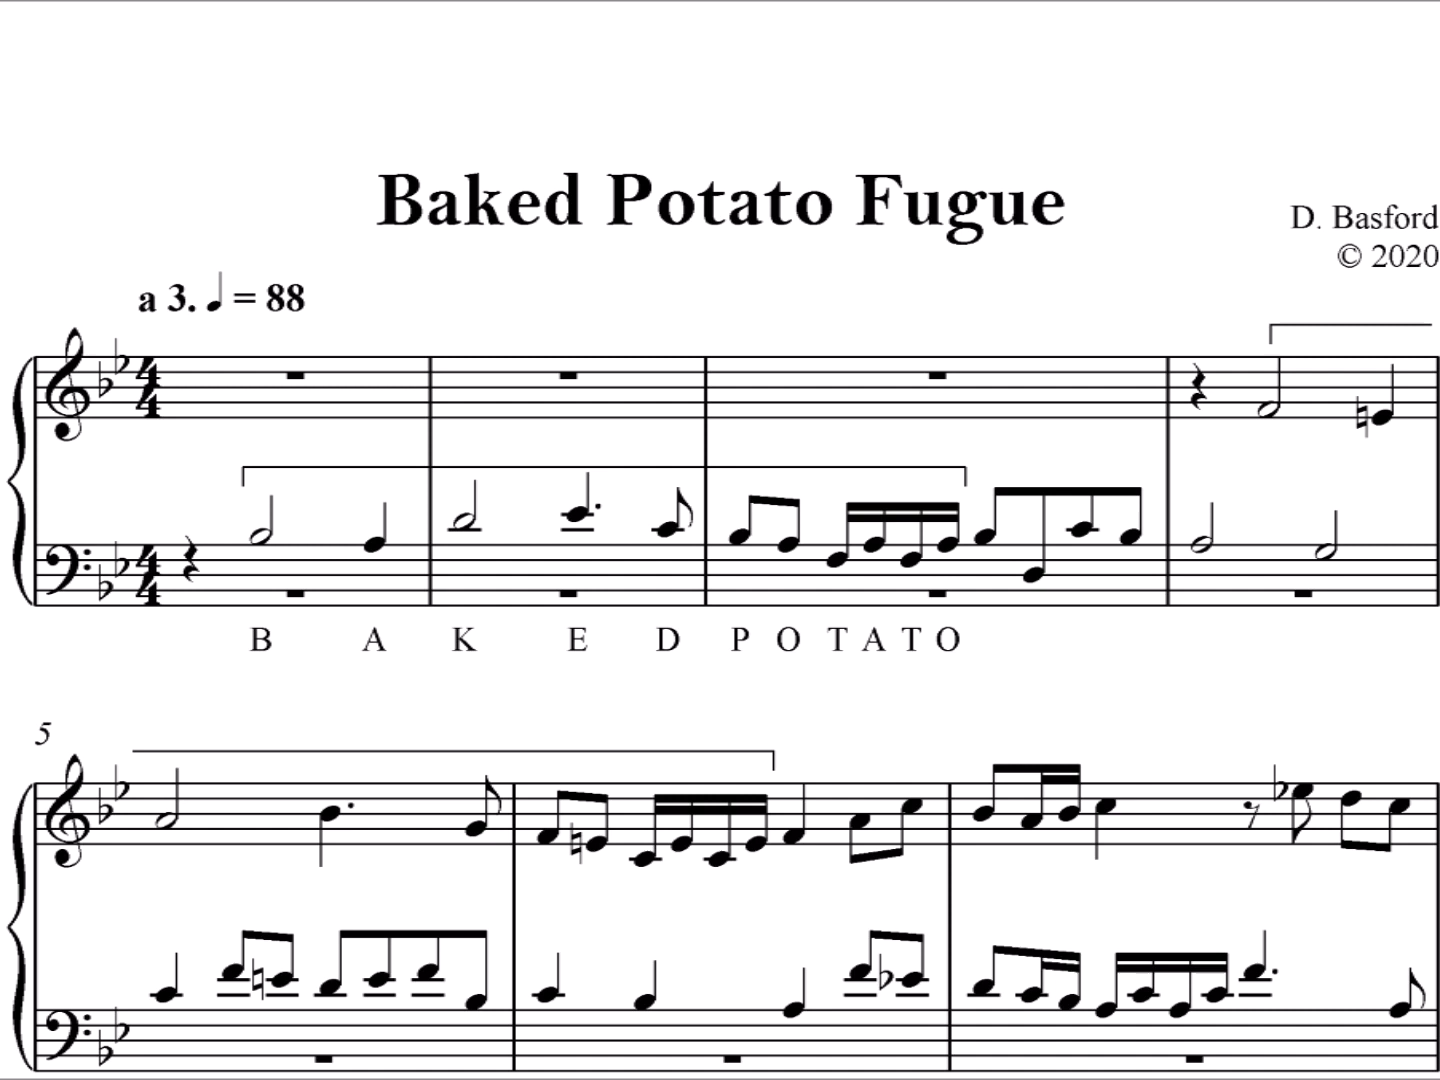 Baked Potato Fugue
D. Basford
© 2020
a 3. ♩ = 88
B A K E D P O T A T O
5